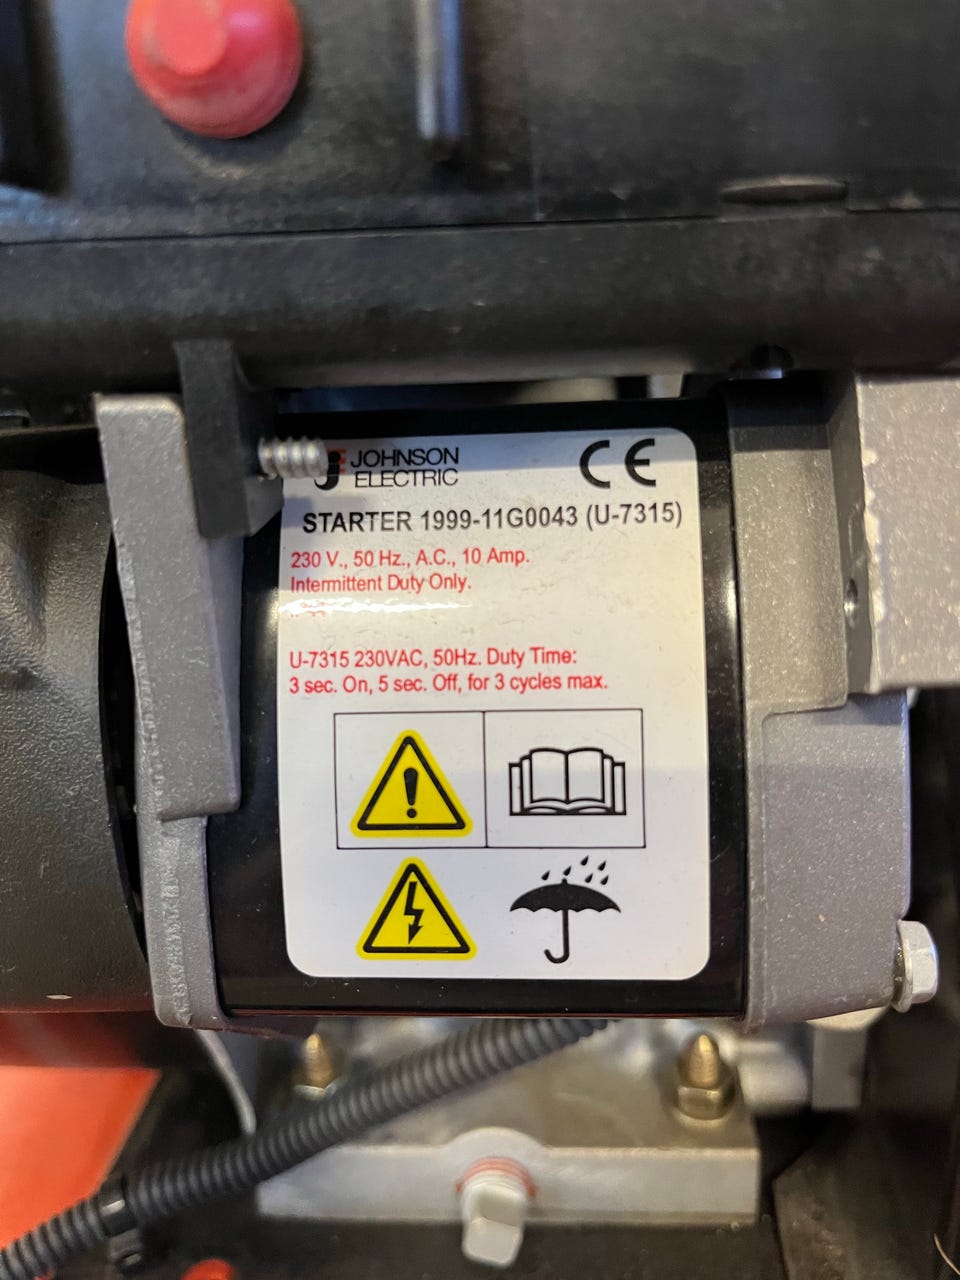 JOHNSON
ELECTRIC
CE
STARTER 1999-11G0043 (U-7315)
230 V., 50 Hz., A.C., 10 Amp.
Intermittent Duty Only.
U-7315 230VAC, 50Hz. Duty Time:
3 sec. On, 5 sec. Off, for 3 cycles max.